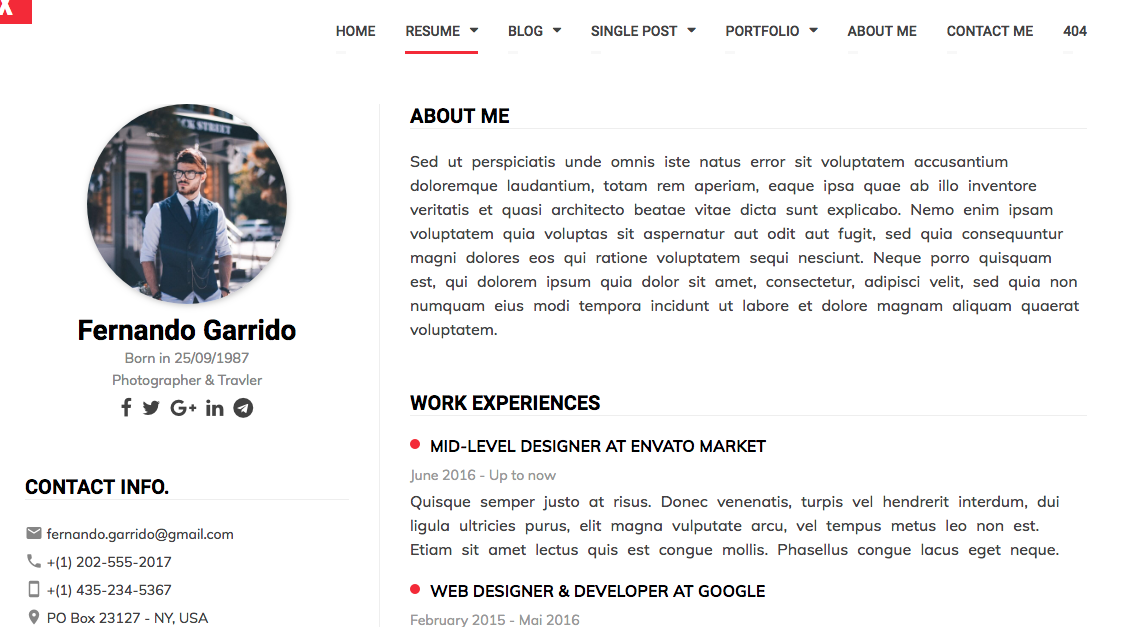 X
HOME RESUME BLOG SINGLE POST PORTFOLIO ABOUT ME CONTACT ME 404
CK STREET
Fernando Garrido
Born in 25/09/1987
Photographer & Travler
CONTACT INFO.
fernando.garrido@gmail.com
+(1) 202-555-2017
+(1) 435-234-5367
PO Box 23127 - NY, USA
ABOUT ME
Sed ut perspiciatis unde omnis iste natus error sit voluptatem accusantium
doloremque laudantium, totam rem aperiam, eaque ipsa quae ab illo inventore
veritatis et quasi architecto beatae vitae dicta sunt explicabo. Nemo enim ipsam
voluptatem quia voluptas sit aspernatur aut odit aut fugit, sed quia consequuntur
magni dolores eos qui ratione voluptatem sequi nesciunt. Neque porro quisquam
est, qui dolorem ipsum quia dolor sit amet, consectetur, adipisci velit, sed quia non
numquam eius modi tempora incidunt ut labore et dolore magnam aliquam quaerat
voluptatem.
WORK EXPERIENCES
MID-LEVEL DESIGNER AT ENVATO MARKET
June 2016 - Up to now
Quisque semper justo at risus. Donec venenatis, turpis vel hendrerit interdum, dui
ligula ultricies purus, elit magna vulputate arcu, vel tempus metus leo non est.
Etiam sit amet lectus quis est congue mollis. Phasellus congue lacus eget neque.
WEB DESIGNER & DEVELOPER AT GOOGLE
February 2015 - Mai 2016